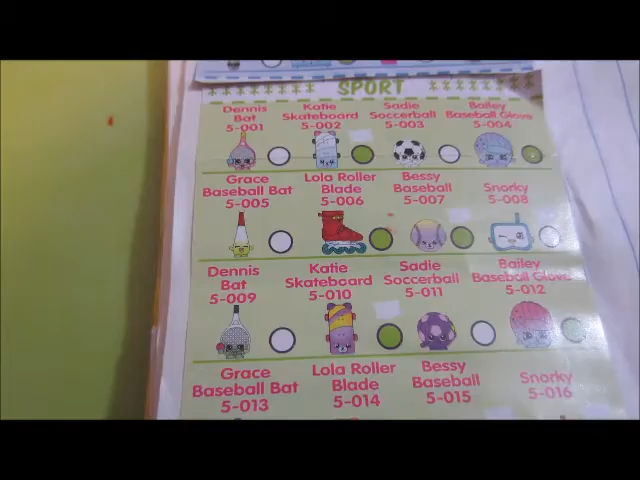 SPORT
Dennis Bat 5-001
Katie Skateboard 5-002
Sadie Soccerball 5-003
Bailey Baseball Glove 5-004
Grace Baseball Bat 5-005
Lola Roller Blade 5-006
Bessy Baseball 5-007
Snorky 5-008
Dennis Bat 5-009
Katie Skateboard 5-010
Sadie Soccerball 5-011
Bailey Baseball Glove 5-012
Grace Baseball Bat 5-013
Lola Roller Blade 5-014
Bessy Baseball 5-015
Snorky 5-016